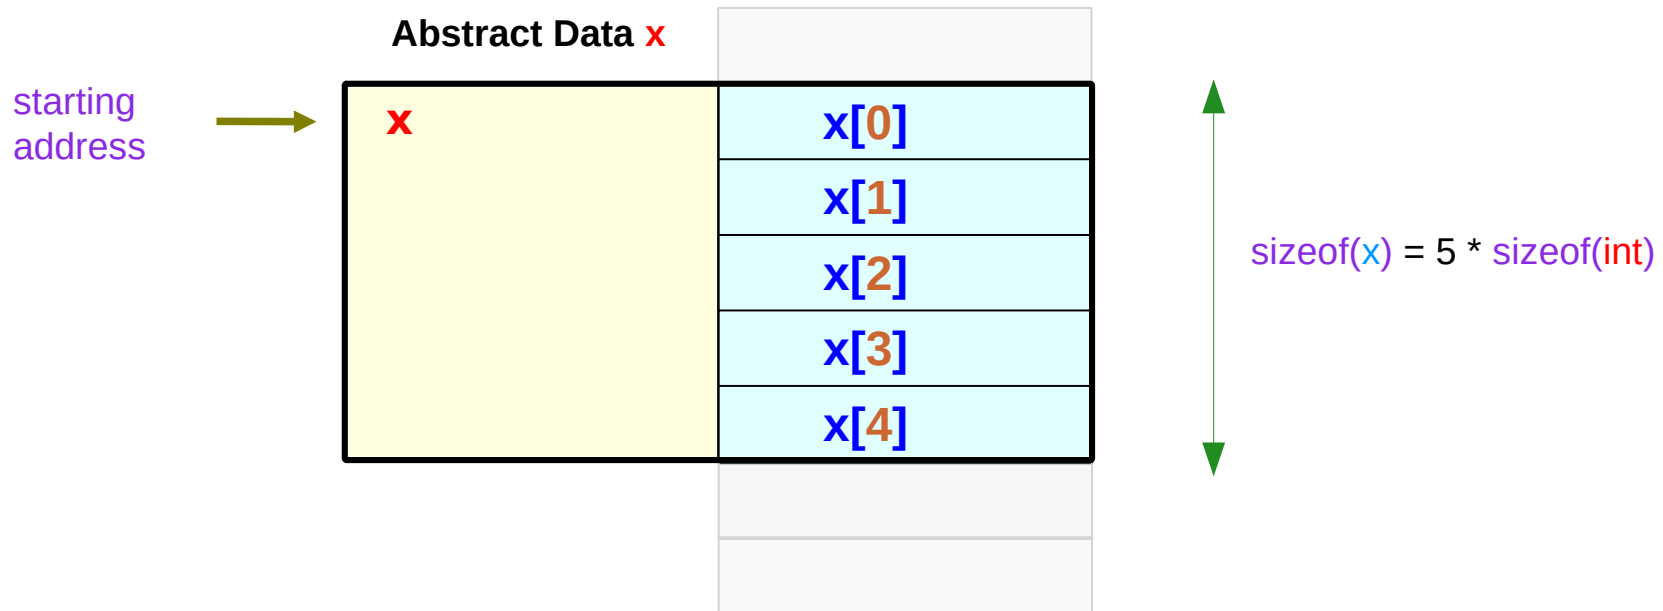 Abstract Data x
starting
address
x
x[0]
x[1]
x[2]
x[3]
x[4]
sizeof(x) = 5 * sizeof(int)